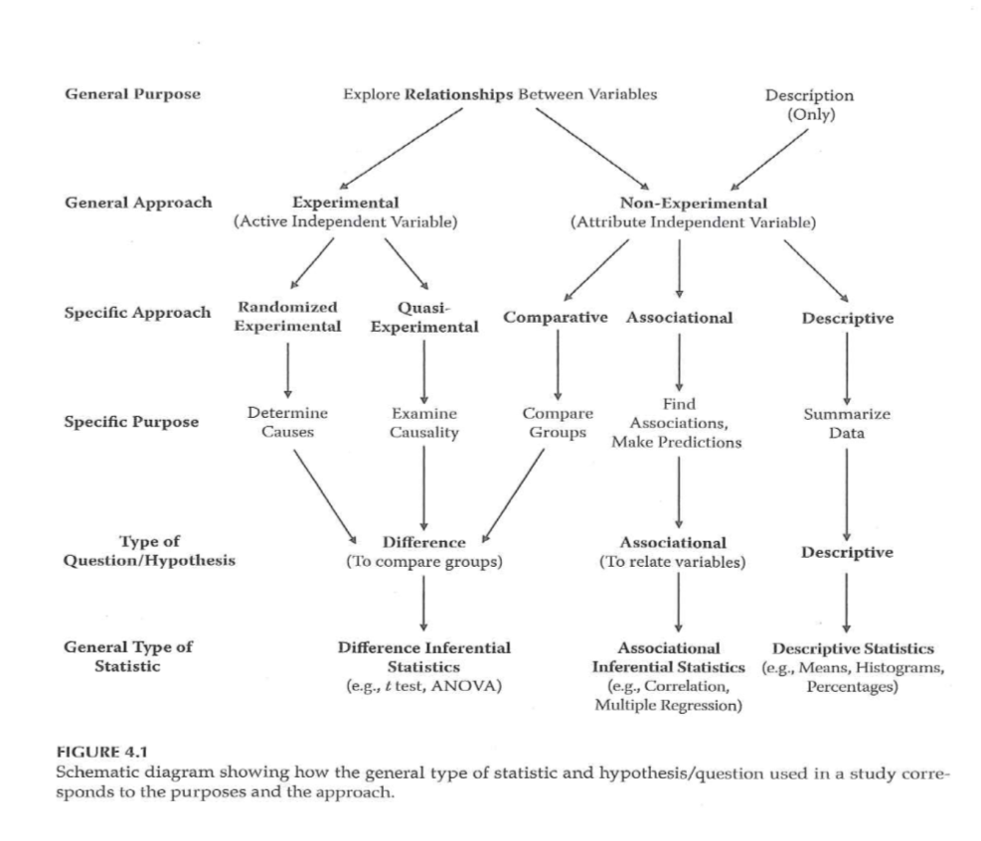 General Purpose
Explore Relationships Between Variables
Description
(Only)
General Approach
Experimental
(Active Independent Variable)
Non-Experimental
(Attribute Independent Variable)
Specific Approach
Randomized
Experimental
Quasi-
Experimental
Comparative
Associational
Descriptive
Specific Purpose
Determine
Causes
Examine
Causality
Compare
Groups
Find
Associations,
Make Predictions
Summarize
Data
Type of
Question/Hypothesis
Difference
(To compare groups)
Associational
(To relate variables)
Descriptive
General Type of
Statistic
Difference Inferential
Statistics
(e.g., t test, ANOVA)
Associational
Inferential Statistics
(e.g., Correlation,
Multiple Regression)
Descriptive Statistics
(e.g., Means, Histograms,
Percentages)
FIGURE 4.1
Schematic diagram showing how the general type of statistic and hypothesis/question used in a study corre-
sponds to the purposes and the approach.